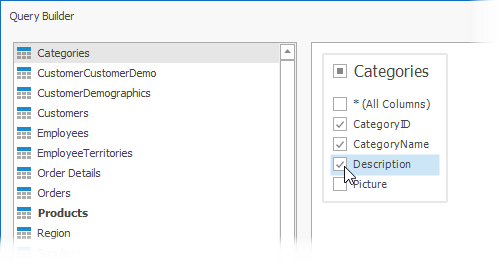 Query Builder
Categories
CustomerCustomerDemo
CustomerDemographics
Customers
Employees
EmployeeTerritories
Order Details
Orders
Products
Region
Categories
* (All Columns)
CategoryID
CategoryName
Description
Picture